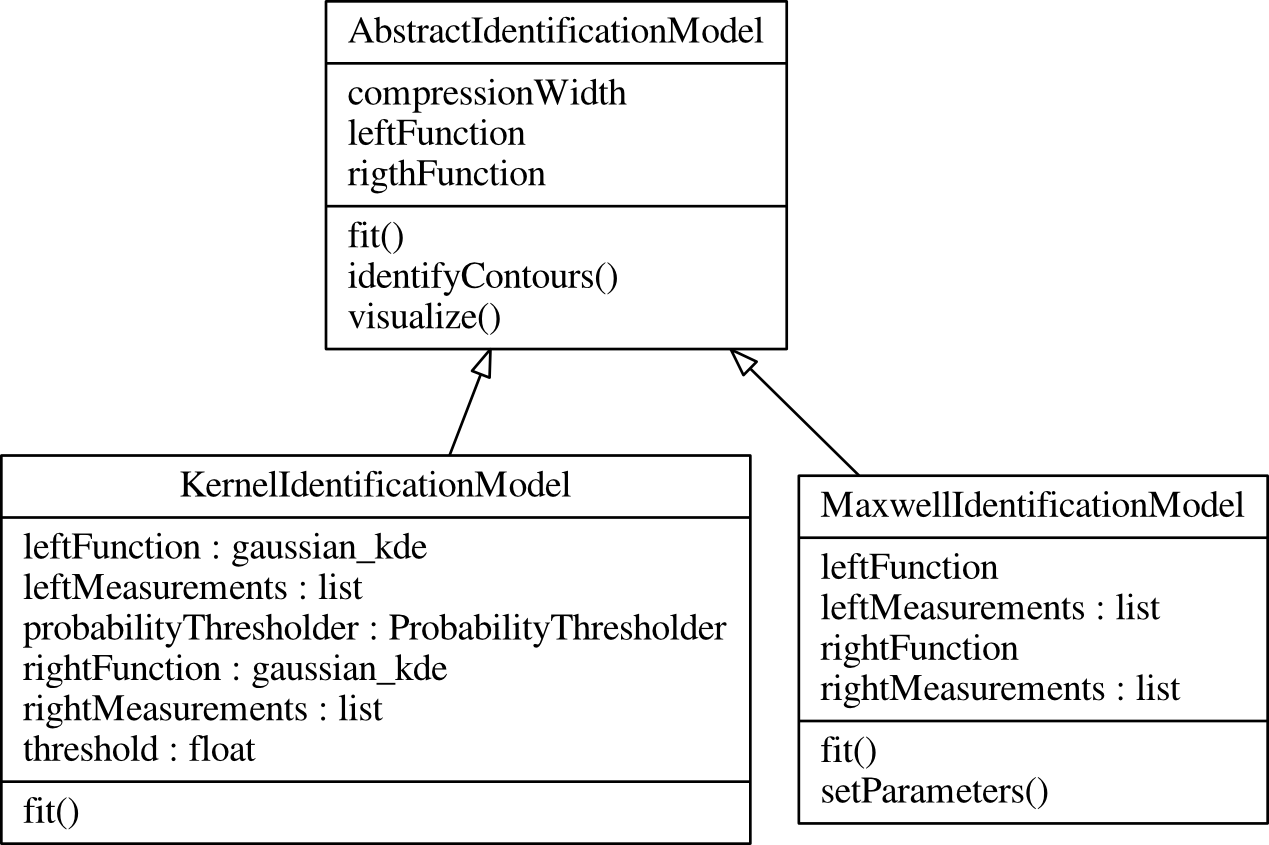 AbstractIdentificationModel
compressionWidth
leftFunction
rigthFunction
fit()
identifyContours()
visualize()
KernelIdentificationModel
leftFunction : gaussian_kde
leftMeasurements : list
probabilityThresholder : ProbabilityThresholder
rightFunction : gaussian_kde
rightMeasurements : list
threshold : float
fit()
MaxwellIdentificationModel
leftFunction
leftMeasurements : list
rightFunction
rightMeasurements : list
fit()
setParameters()